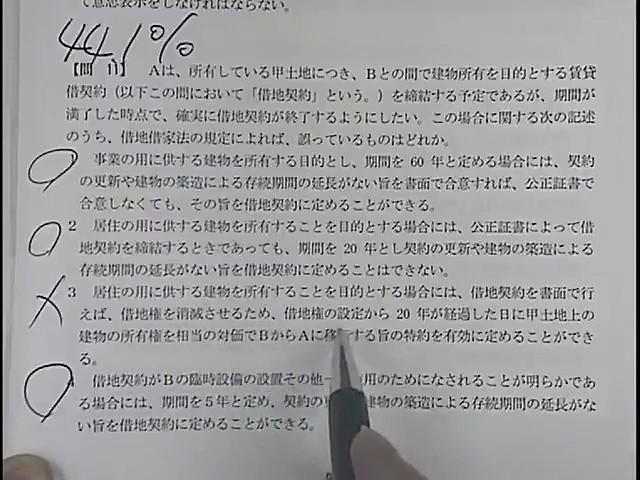 て意思表示をしなければならない。
44.1%
【問 11】 Aは、所有している甲土地につき、Bとの間で建物所有を目的とする賃貸
借契約（以下この間において「借地契約」という。）を締結する予定であるが、期間が
満了した時点で、確実に借地契約が終了するようにしたい。この場合に関する次の記述
のうち、借地借家法の規定によれば、誤っているものはどれか。
事業の用に供する建物を所有する目的とし、期間を 60 年と定める場合には、契約
の更新や建物の築造による存続期間の延長がない旨を書面で合意すれば、公正証書で
合意しなくても、その旨を借地契約に定めることができる。
2 居住の用に供する建物を所有することを目的とする場合には、公正証書によって借
地契約を締結するときであっても、期間を 20 年とし契約の更新や建物の築造による
存続期間の延長がない旨を借地契約に定めることはできない。
3 居住の用に供する建物を所有することを目的とする場合には、借地契約を書面で行
えば、借地権を消滅させるため、借地権の設定から 20 年が経過した日に甲土地上の
建物の所有権を相当の対価でBからAに移 する旨の特約を有効に定めることができ
る。
借地契約がBの臨時設備の設置その他一 使用のためになされることが明らかであ
る場合には、期間を５年と定め、契約の更 建物の築造による存続期間の延長がな
い旨を借地契約に定めることができる。